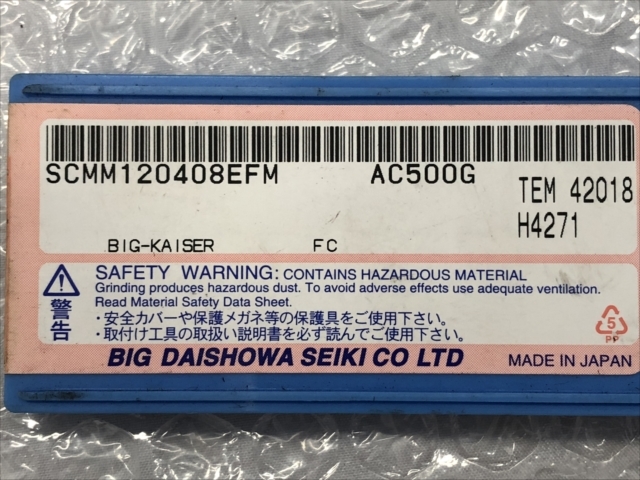 SCMM120408EFM AC500G
TEM 42018
H4271
BIG-KAISER FC
SAFETY WARNING: CONTAINS HAZARDOUS MATERIAL
Grinding produces hazardous dust. To avoid adverse effects use adequate ventilation.
Read Material Safety Data Sheet.
警告
・安全カバーや保護メガネ等の保護具をご使用下さい。
・取付け工具の取扱い説明書を必ず読んでご使用下さい。
5
PP
BIG DAISHOWA SEIKI CO LTD
MADE IN JAPAN